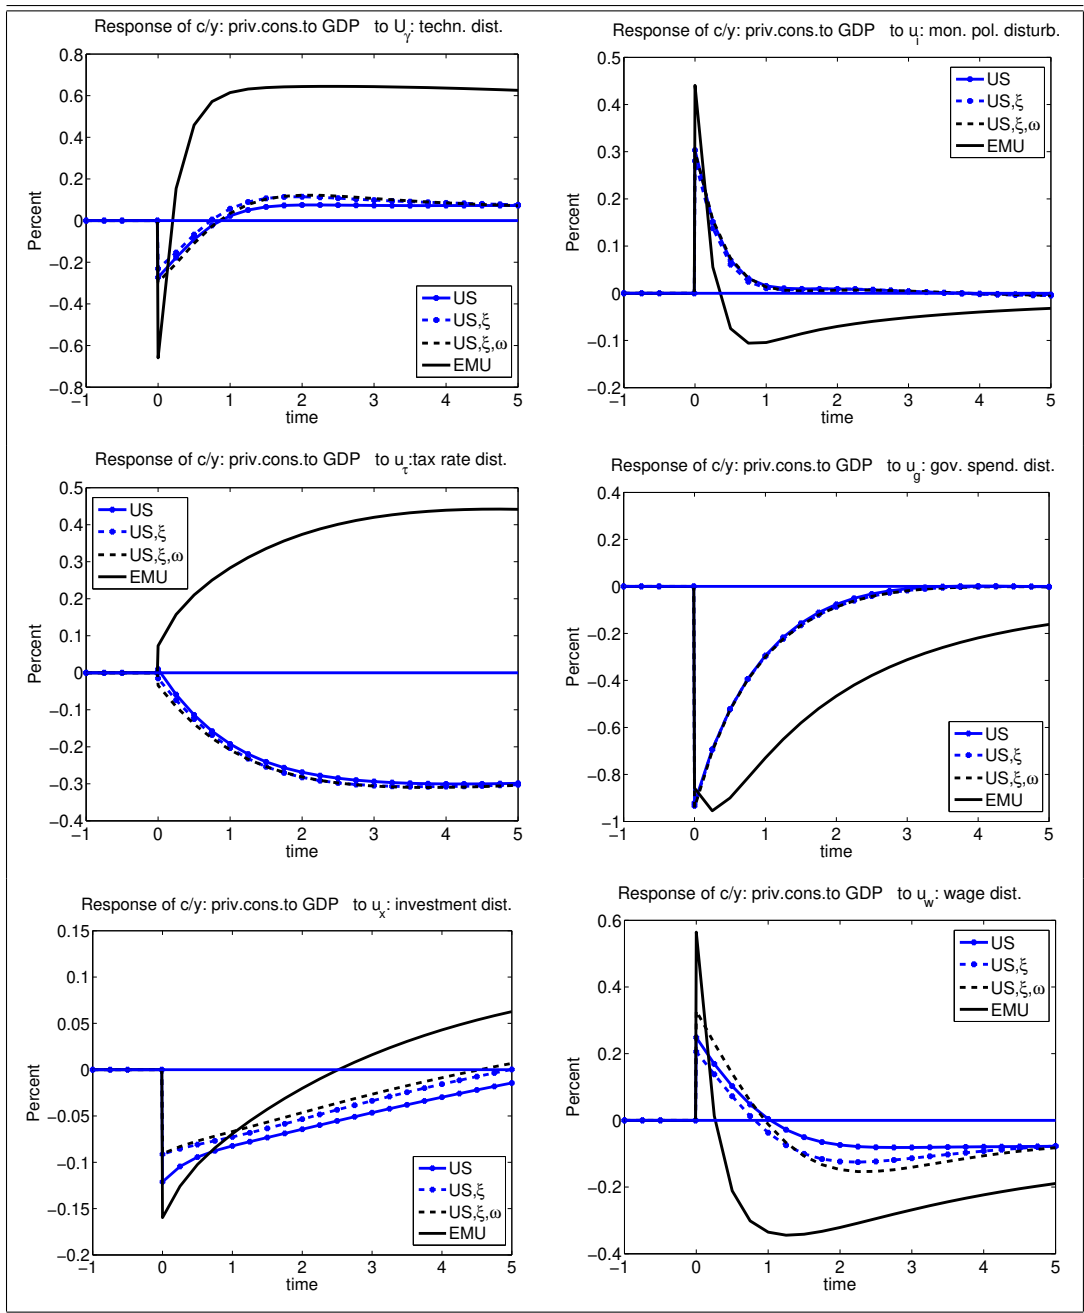 Response of c/y: priv.cons.to GDP to Uγ: techn. dist.
0.8
0.6
0.4
0.2
0
−0.2
−0.4
−0.6
−0.8
Percent
US
US,ξ
US,ξ,ω
EMU
−1 0 1 2 3 4 5
time
Response of c/y: priv.cons.to GDP to ui: mon. pol. disturb.
0.5
0.4
0.3
0.2
0.1
0
−0.1
−0.2
Percent
US
US,ξ
US,ξ,ω
EMU
−1 0 1 2 3 4 5
time
Response of c/y: priv.cons.to GDP to uτ:tax rate dist.
0.5
0.4
0.3
0.2
0.1
0
−0.1
−0.2
−0.3
−0.4
Percent
US
US,ξ
US,ξ,ω
EMU
−1 0 1 2 3 4 5
time
Response of c/y: priv.cons.to GDP to ug: gov. spend. dist.
0.4
0.2
0
−0.2
−0.4
−0.6
−0.8
−1
Percent
US
US,ξ
US,ξ,ω
EMU
−1 0 1 2 3 4 5
time
Response of c/y: priv.cons.to GDP to ux: investment dist.
0.15
0.1
0.05
0
−0.05
−0.1
−0.15
−0.2
Percent
US
US,ξ
US,ξ,ω
EMU
−1 0 1 2 3 4 5
time
Response of c/y: priv.cons.to GDP to uw: wage dist.
0.6
0.4
0.2
0
−0.2
−0.4
Percent
US
US,ξ
US,ξ,ω
EMU
−1 0 1 2 3 4 5
time